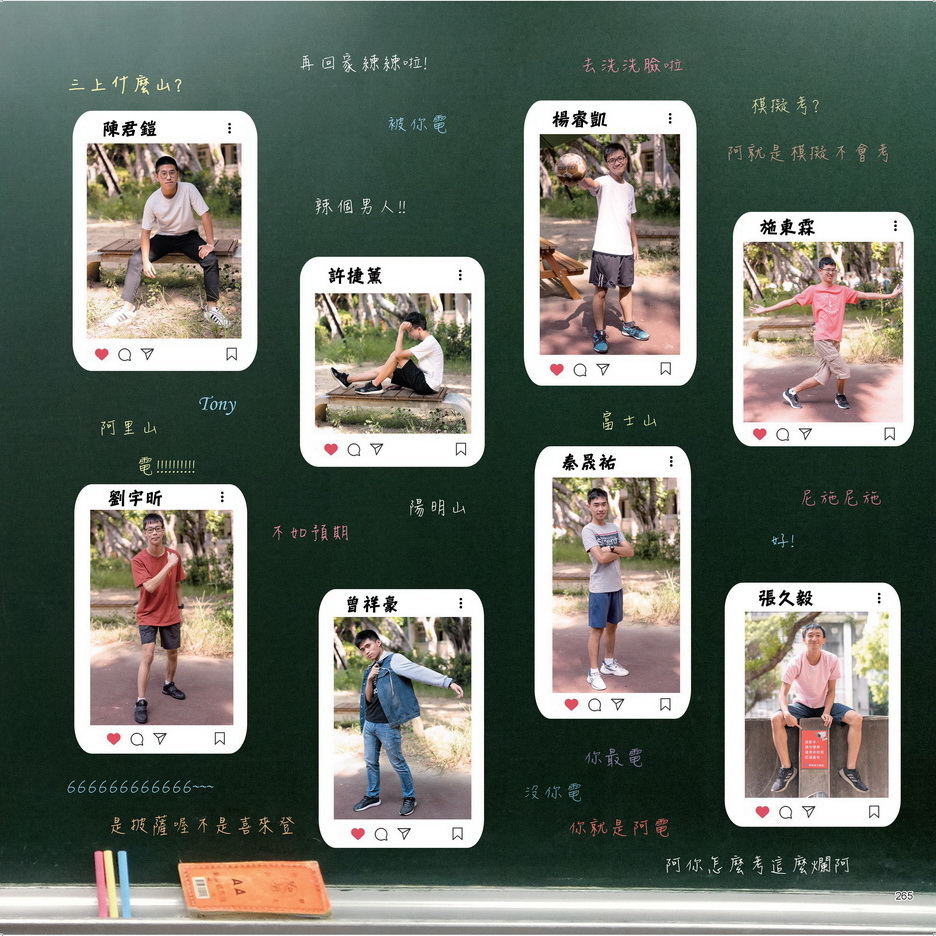 三上什麼山?
再回家練練啦!
去洗洗臉啦
模擬考?
被你電
阿就是模擬不會考
陳君鎧
楊睿凱
辣個男人!!
施東霖
許捷薰
Tony
阿里山
電!!!!!!!!!!
富士山
秦晟祐
劉宇昕
陽明山
尼施尼施
不如預期
好!
曾祥豪
張久毅
你最電
沒你電
666666666666~~~
是披薩喔不是喜來登
你就是阿電
阿你怎麼考這麼爛阿
AA
265